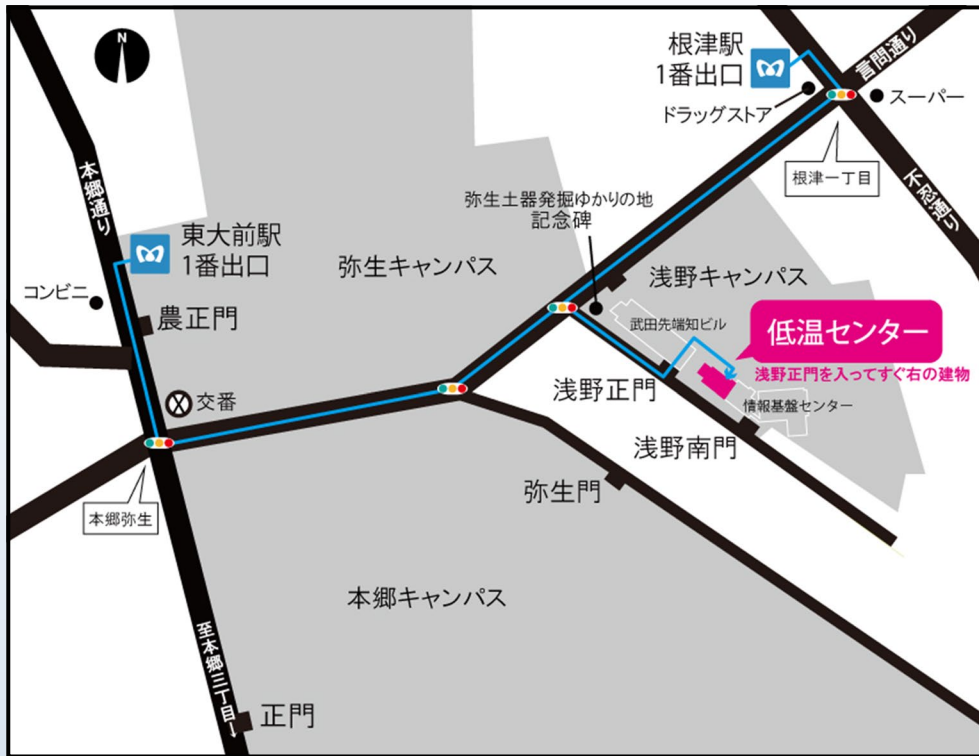 N
根津駅
1番出口
言問通り
ドラッグストア
スーパー
根津一丁目
不忍通り
本郷通り
弥生土器発掘ゆかりの地
記念碑
東大前駅
1番出口
弥生キャンパス
浅野キャンパス
コンビニ
農正門
武田先端知ビル
低温センター
浅野正門を入ってすぐ右の建物
浅野正門
情報基盤センター
交番
浅野南門
弥生門
本郷弥生
本郷キャンパス
至本郷三丁目→
正門